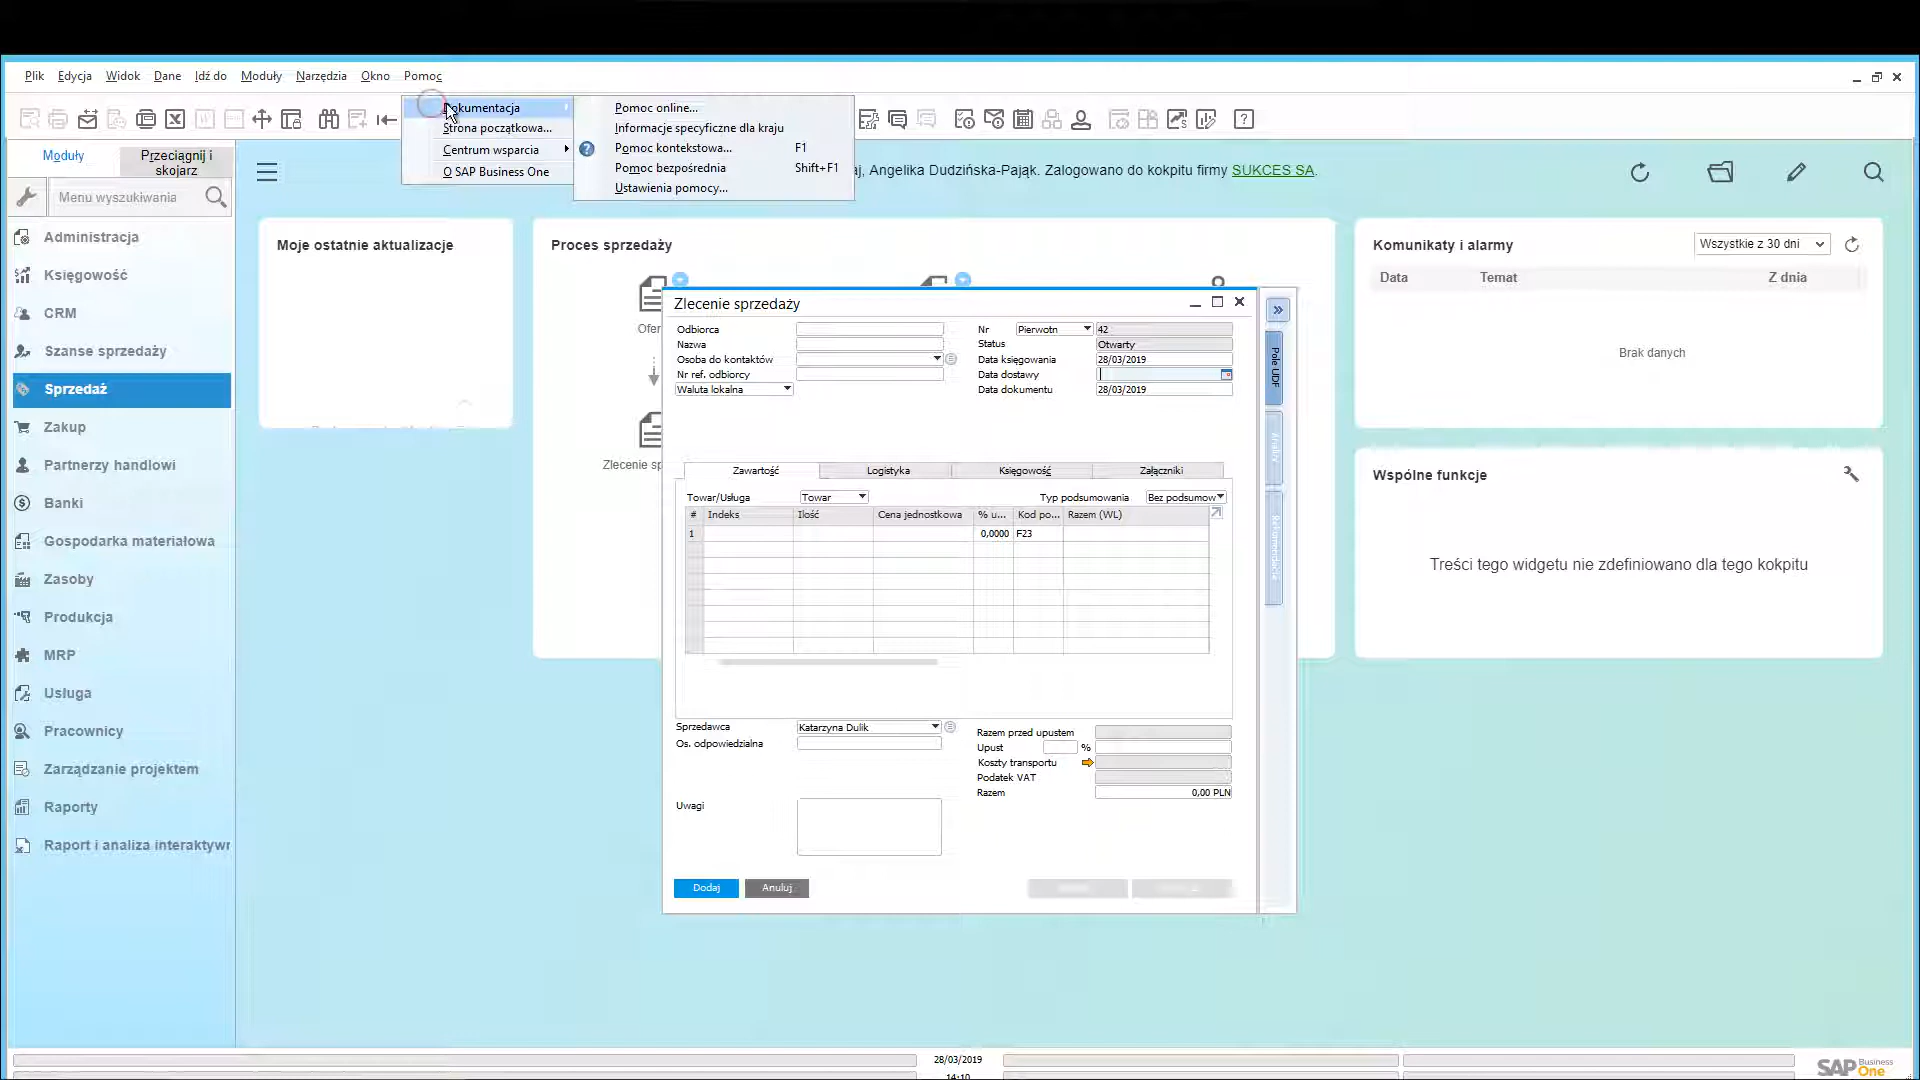 Plik Edycja Widok Dane Idź do Moduły Narzędzia Okno Pomoc
Dokumentacja
Strona początkowa...
Centrum wsparcia
O SAP Business One
Pomoc online...
Informacje specyficzne dla kraju
Pomoc kontekstowa... F1
Pomoc bezpośrednia Shift+F1
Ustawienia pomocy...
Moduły
Przeciągnij i
skojarz
, Angelika Dudzińska-Pająk. Zalogowano do kokpitu firmy SUKCES SA.
Menu wyszukiwania
Administracja
Księgowość
CRM
Szanse sprzedaży
Sprzedaż
Zakup
Partnerzy handlowi
Banki
Gospodarka materiałowa
Zasoby
Produkcja
MRP
Usługa
Pracownicy
Zarządzanie projektem
Raporty
Raport i analiza interaktywn
Moje ostatnie aktualizacje
Proces sprzedaży
Ofer
Zlecenie sp
Komunikaty i alarmy
Wszystkie z 30 dni
Data Temat Z dnia
Brak danych
Wspólne funkcje
Treści tego widgetu nie zdefiniowano dla tego kokpitu
Zlecenie sprzedaży
Odbiorca
Nazwa
Osoba do kontaktów
Nr ref. odbiorcy
Waluta lokalna
Nr Pierwotn 42
Status Otwarty
Data księgowania 28/03/2019
Data dostawy
Data dokumentu 28/03/2019
Pole UDF
Zawartość Logistyka Księgowość Załączniki
Towar/Usługa Towar Typ podsumowania Bez podsumow
# Indeks Ilość Cena jednostkowa % u... Kod po... Razem (WL)
1 0,0000 F23
Sprzedawca Katarzyna Dulik
Os. odpowiedzialna
Razem przed upustem
Upust %
Koszty transportu
Podatek VAT
Razem 0,00 PLN
Uwagi
Dodaj Anuluj
28/03/2019
14:10
SAP Business One